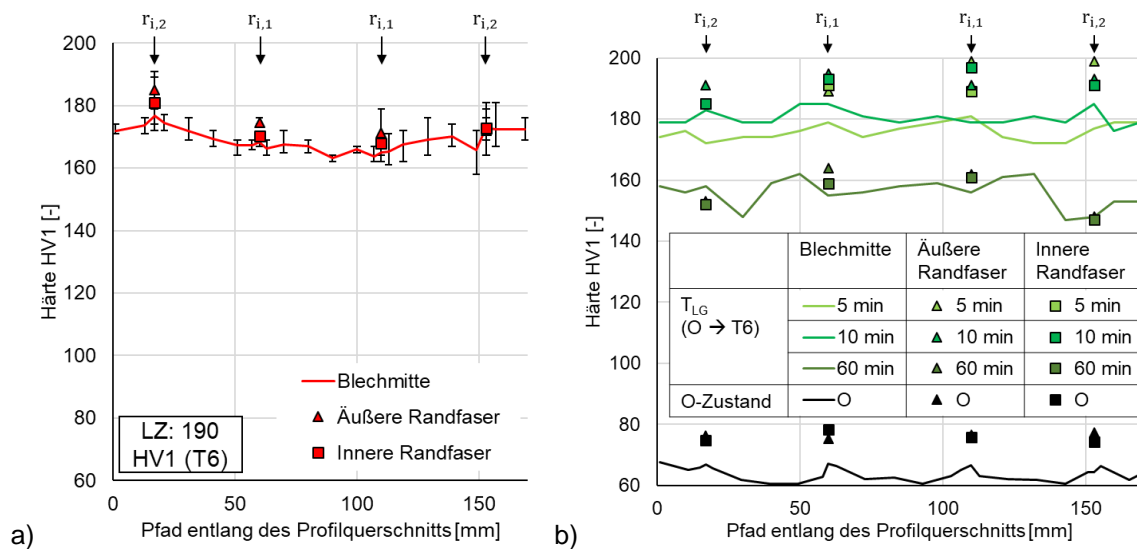 r_i,2 r_i,1 r_i,1 r_i,2
200
180
160
140
120
100
80
60
Härte HV1 [-]
Blechmitte
Äußere Randfaser
Innere Randfaser
LZ: 190
HV1 (T6)
0 50 100 150
Pfad entlang des Profilquerschnitts [mm]
a)
r_i,2 r_i,1 r_i,1 r_i,2
200
180
160
140
120
100
80
60
Härte HV1 [-]
Blechmitte Äußere Innere
Randfaser Randfaser
T_LG 5 min 5 min 5 min
(O → T6) 10 min 10 min 10 min
60 min 60 min 60 min
O-Zustand O O O
0 50 100 150
Pfad entlang des Profilquerschnitts [mm]
b)